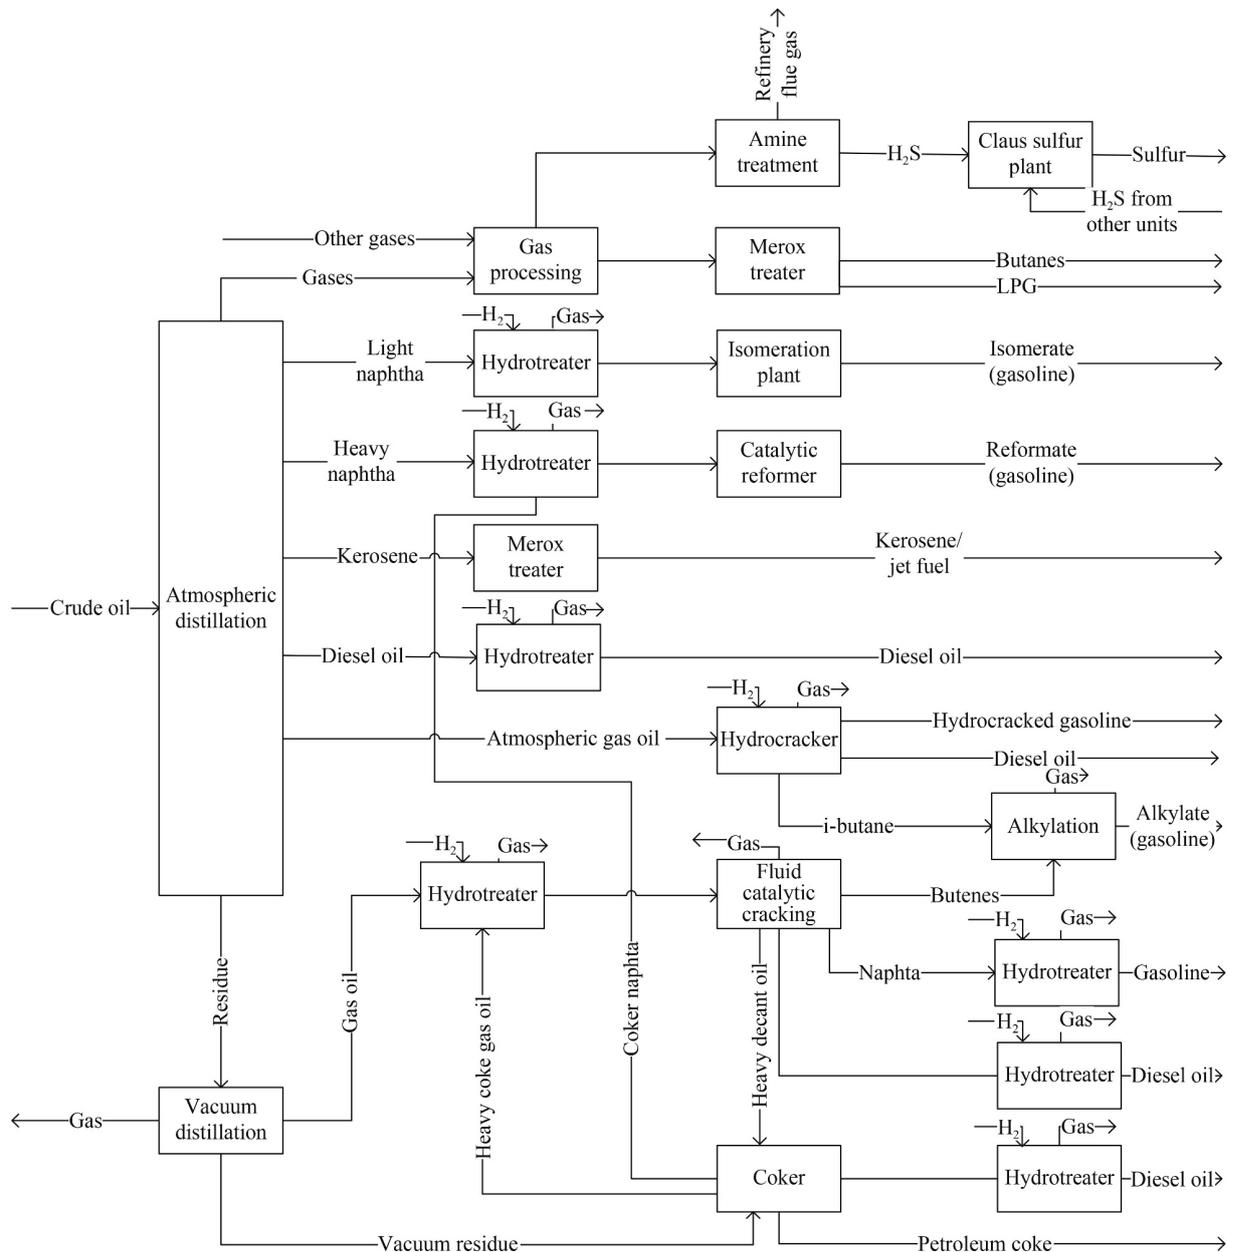 Refinery
flue gas
Amine
treatment
H₂S
Claus sulfur
plant
Sulfur
H₂S from
other units
Other gases
Gases
Gas
processing
Merox
treater
Butanes
LPG
H₂
Gas
Light
naphtha
Hydrotreater
Isomeration
plant
Isomerate
(gasoline)
H₂
Gas
Heavy
naphtha
Hydrotreater
Catalytic
reformer
Reformate
(gasoline)
Kerosene
Merox
treater
Kerosene/
jet fuel
Crude oil
Atmospheric
distillation
H₂
Gas
Diesel oil
Hydrotreater
Diesel oil
H₂
Gas
Atmospheric gas oil
Hydrocracker
Hydrocracked gasoline
Diesel oil
Gas
i-butane
Alkylation
Alkylate
(gasoline)
H₂
Gas
Hydrotreater
Gas
Fluid
catalytic
cracking
Butenes
H₂
Gas
Naphta
Hydrotreater
Gasoline
Residue
Gas oil
Heavy coke gas oil
Coker naphta
Heavy decant oil
H₂
Gas
Hydrotreater
Diesel oil
Gas
Vacuum
distillation
H₂
Gas
Coker
Hydrotreater
Diesel oil
Vacuum residue
Petroleum coke